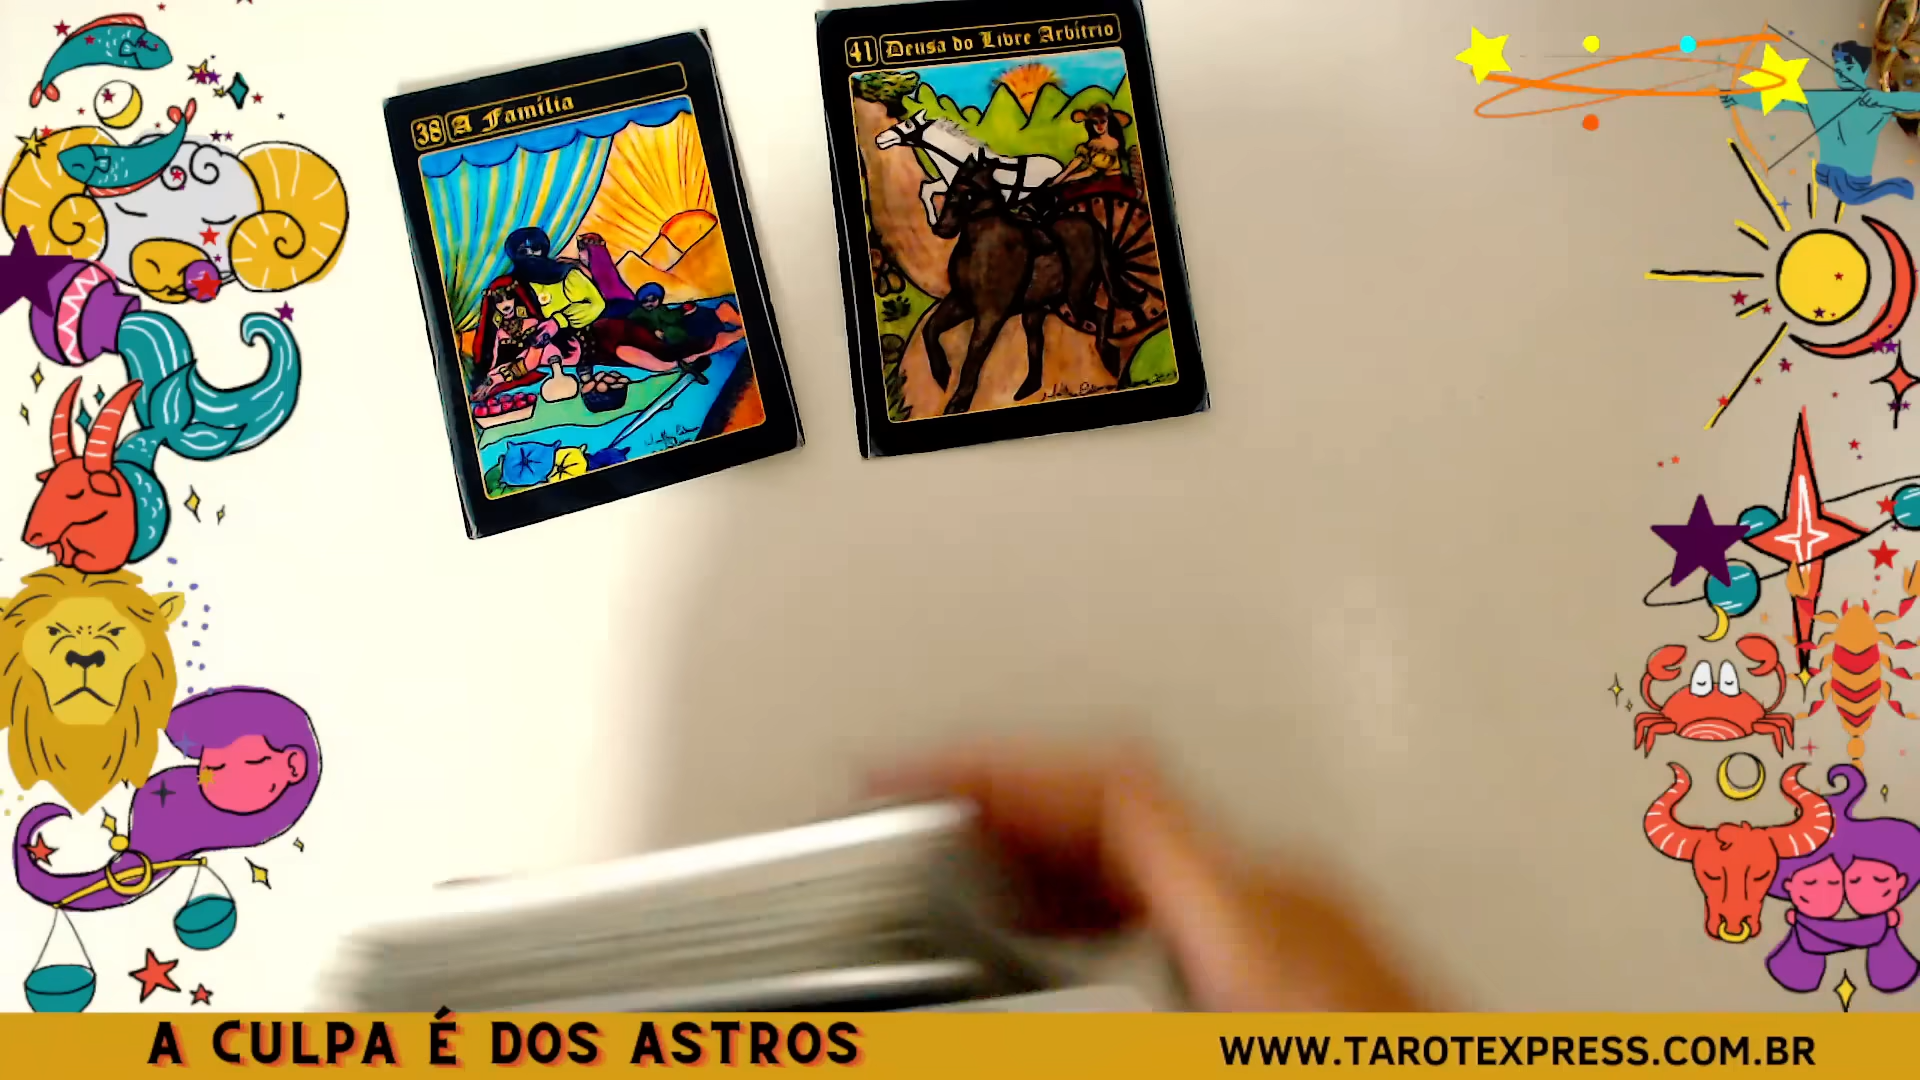 38 A Família
41 Deusa do Livre Arbítrio
A CULPA É DOS ASTROS
WWW.TAROTEXPRESS.COM.BR